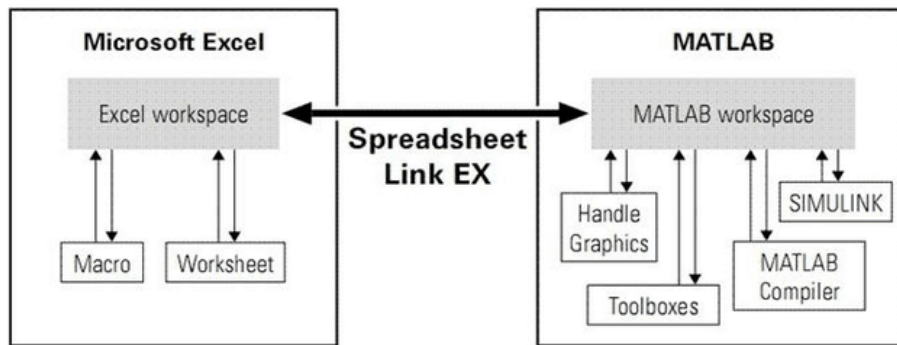 Microsoft Excel
Excel workspace
Macro
Worksheet
Spreadsheet
Link EX
MATLAB
MATLAB workspace
Handle
Graphics
Toolboxes
MATLAB
Compiler
SIMULINK